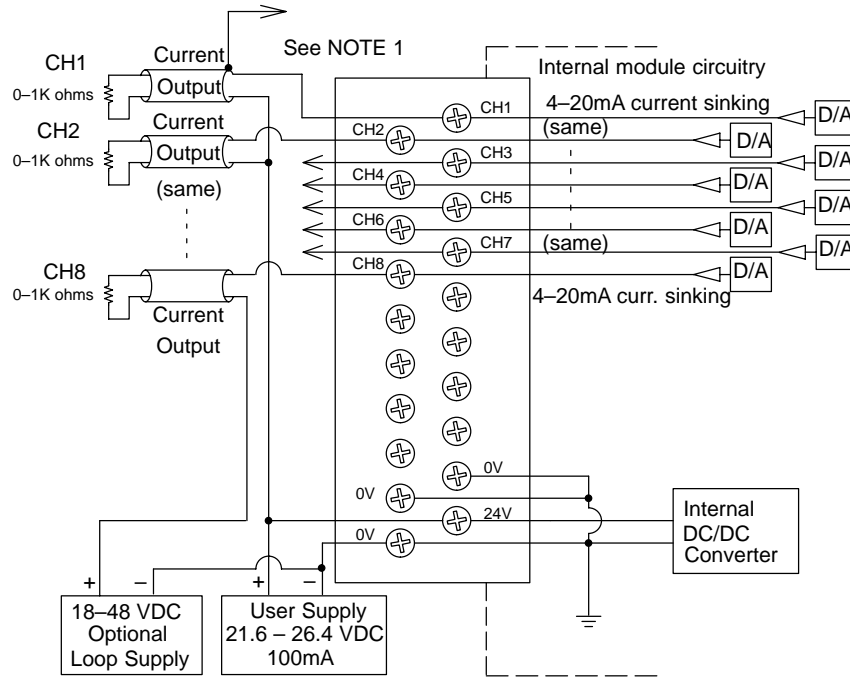 See NOTE 1
Internal module circuitry
CH1
0–1K ohms
Current
Output
CH1
4–20mA current sinking
D/A
CH2
0–1K ohms
Current
Output
(same)
CH2
(same)
D/A
CH3
D/A
CH4
D/A
CH5
D/A
CH6
D/A
CH7
(same)
D/A
CH8
0–1K ohms
Current
Output
CH8
D/A
4–20mA curr. sinking
0V
0V
24V
0V
Internal
DC/DC
Converter
+ –
18–48 VDC
Optional
Loop Supply
+ –
User Supply
21.6 – 26.4 VDC
100mA